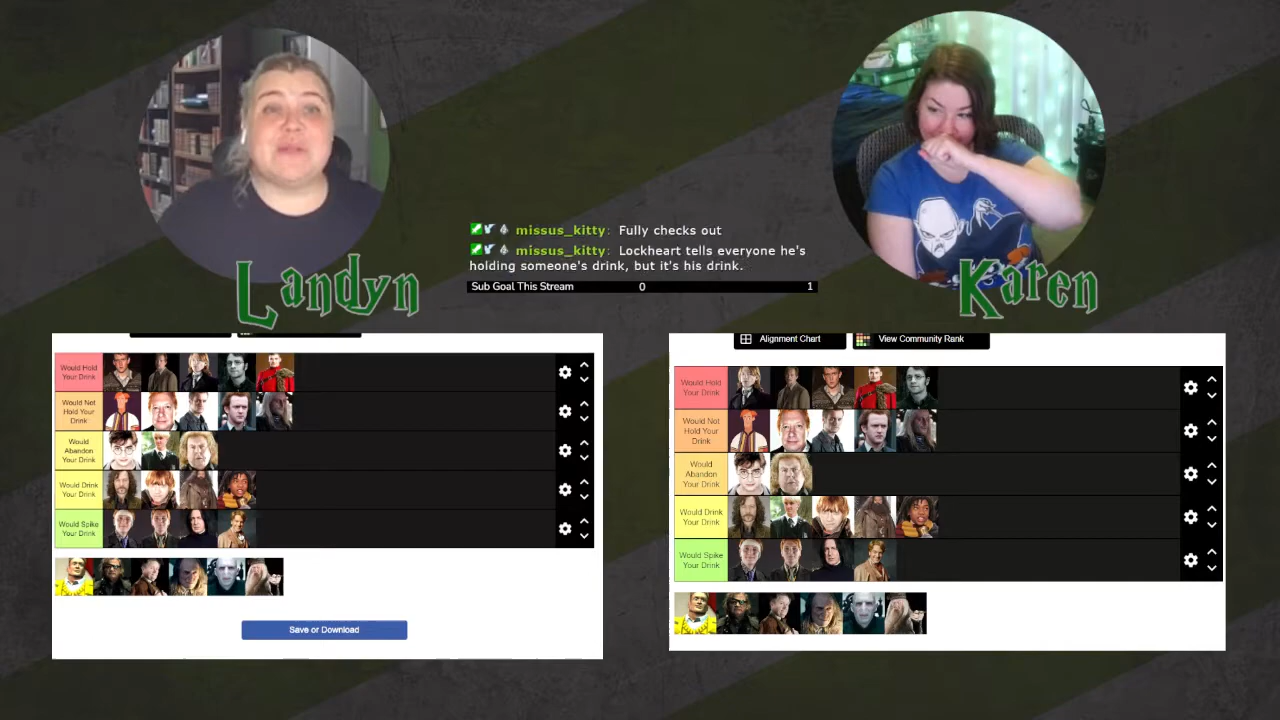 missus_kitty: Fully checks out
missus_kitty: Lockheart tells everyone he's
holding someone's drink, but it's his drink.
Sub Goal This Stream 0 1
Landyn
Karen
Would Hold
Your Drink
Would Not
Hold Your
Drink
Would
Abandon
Your Drink
Would Drink
Your Drink
Would Spike
Your Drink
Save or Download
Alignment Chart
View Community Rank
Would Hold
Your Drink
Would Not
Hold Your
Drink
Would
Abandon
Your Drink
Would Drink
Your Drink
Would Spike
Your Drink